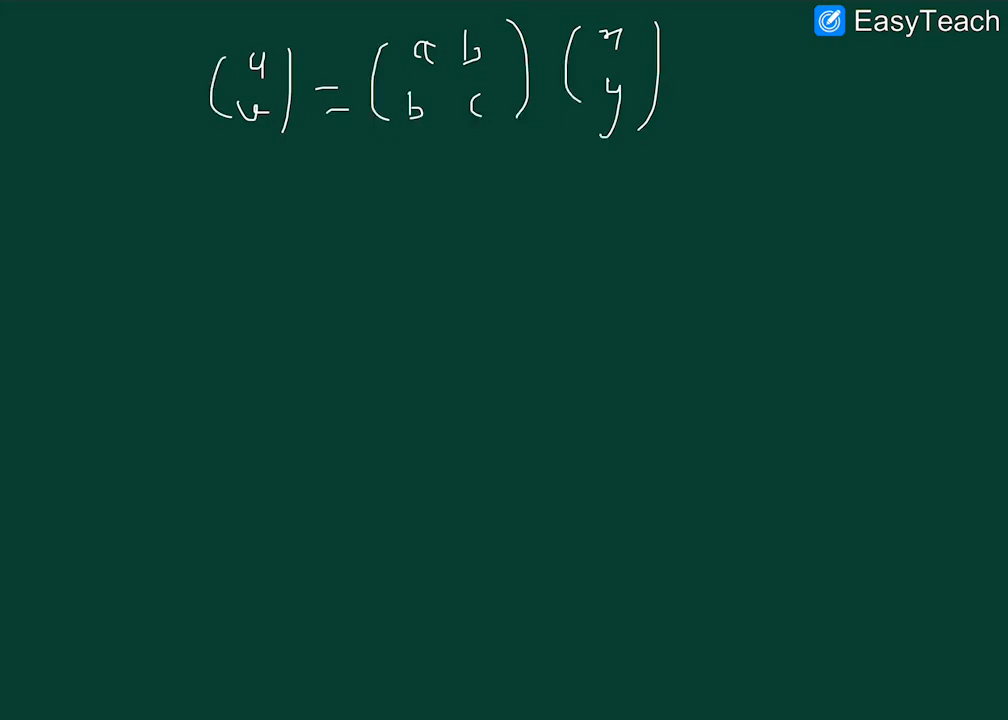 EasyTeach
(u v) = (a b b c) (x y)